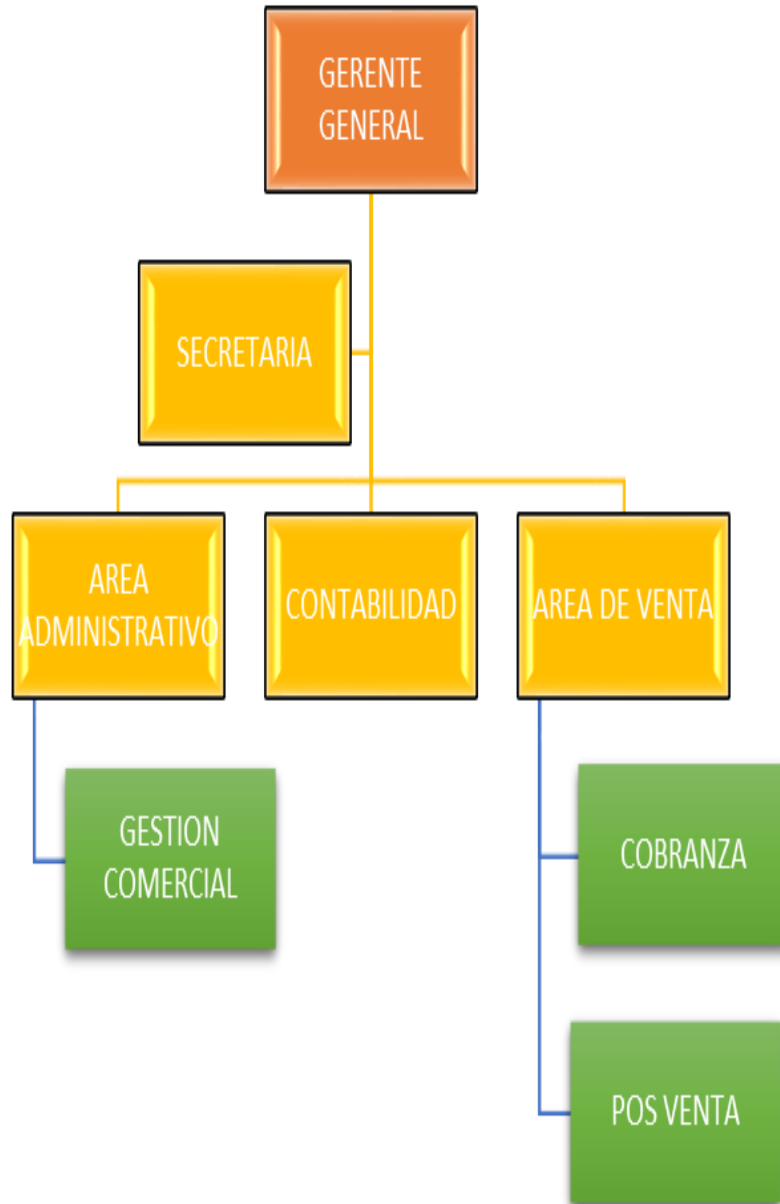 GERENTE
GENERAL
SECRETARIA
AREA
ADMINISTRATIVO
CONTABILIDAD
AREA DE VENTA
GESTION
COMERCIAL
COBRANZA
POS VENTA